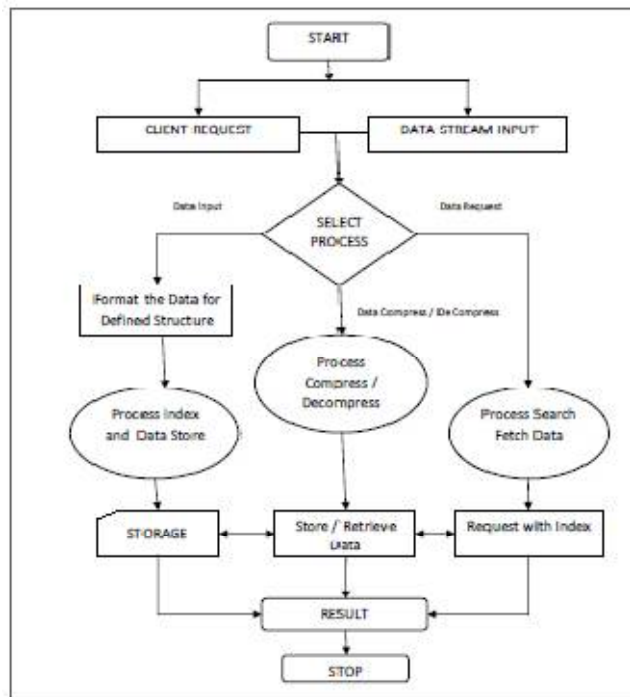 START
CLIENT REQUEST
DATA STREAM INPUT
Data Input
SELECT
PROCESS
Data Request
Format the Data for
Defined Structure
Data Compress / De Compress
Process
Compress /
Decompress
Process Index
and Data Store
Process Search
Fetch Data
STORAGE
Store / Retrieve
Data
Request with Index
RESULT
STOP